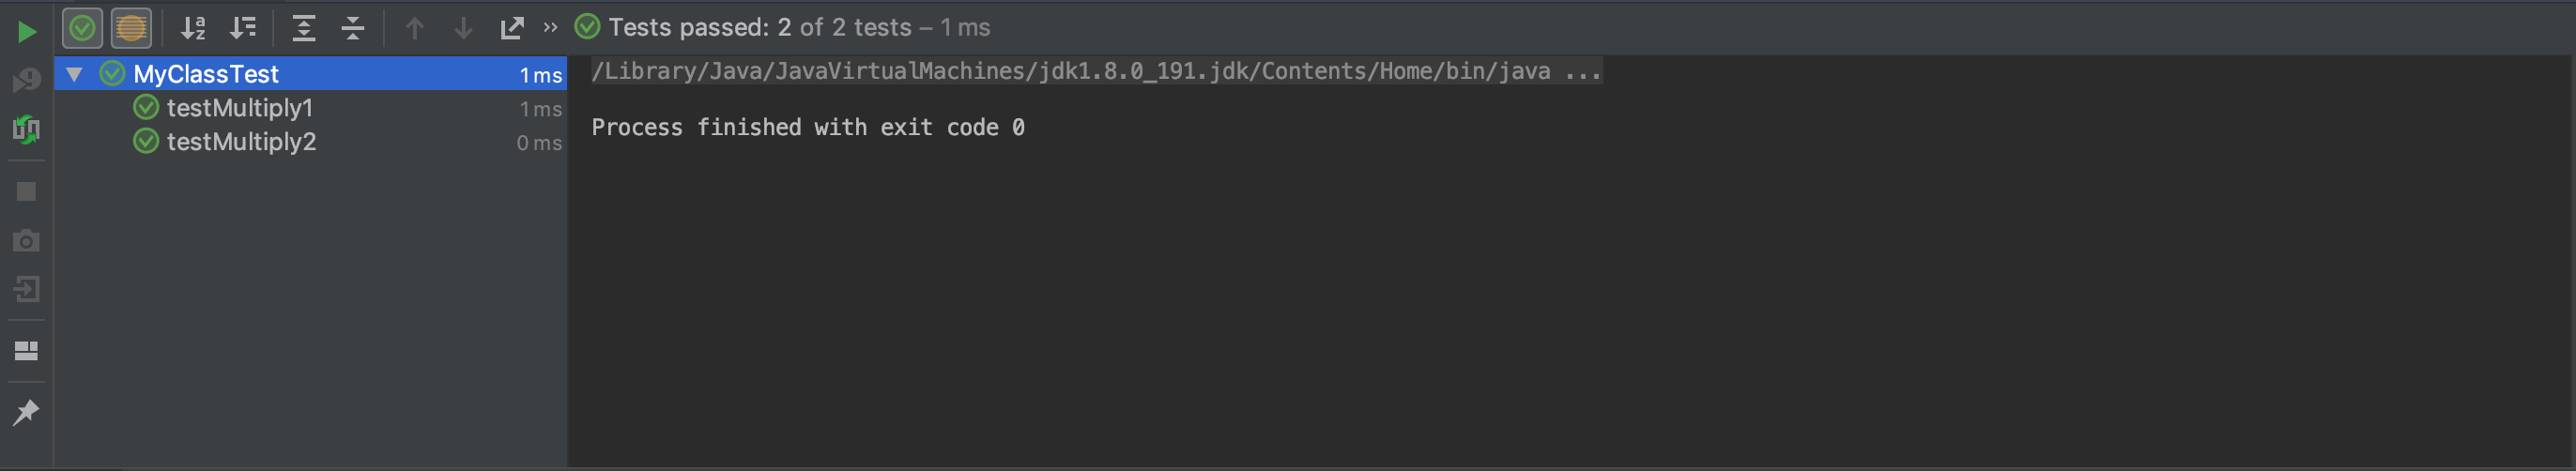 Tests passed: 2 of 2 tests – 1 ms
MyClassTest 1 ms
testMultiply1 1 ms
testMultiply2 0 ms
/Library/Java/JavaVirtualMachines/jdk1.8.0_191.jdk/Contents/Home/bin/java ...
Process finished with exit code 0